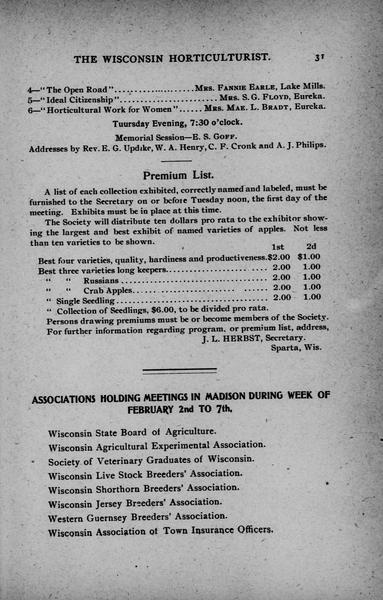 THE WISCONSIN HORTICULTURIST. 31
4—"The Open Road"..................... MRS. FANNIE EARLE, Lake Mills.
5—"Ideal Citizenship"........................ MRS. S. G. FLOYD, Eureka.
6—"Horticultural Work for Women"...... MRS. MAE. L. BRADT, Eureka.
Tuursday Evening, 7:30 o'clock.
Memorial Session—E. S. GOFF.
Addresses by Rev. E. G. Updike, W. A. Henry, C. F. Cronk and A. J. Philips.
Premium List.
A list of each collection exhibited, correctly named and labeled, must be
furnished to the Secretary on or before Tuesday noon, the first day of the
meeting. Exhibits must be in place at this time.
The Society will distribute ten dollars pro rata to the exhibitor show-
ing the largest and best exhibit of named varieties of apples. Not less
than ten varieties to be shown.
1st 2d
Best four varieties, quality, hardiness and productiveness.$2.00 $1.00
Best three varieties long keepers......................... 2.00 1.00
" " Russians.................................... 2.00 1.00
" " Crab Apples................................. 2.00 1.00
" Single Seedling...................................... 2.00 1.00
" Collection of Seedlings, $6.00, to be divided pro rata.
Persons drawing premiums must be or become members of the Society.
For further information regarding program, or premium list, address,
J. L. HERBST, Secretary.
Sparta, Wis.
ASSOCIATIONS HOLDING MEETINGS IN MADISON DURING WEEK OF
FEBRUARY 2nd TO 7th.
Wisconsin State Board of Agriculture.
Wisconsin Agricultural Experimental Association.
Society of Veterinary Graduates of Wisconsin.
Wisconsin Live Stock Breeders' Association.
Wisconsin Shorthorn Breeders' Association.
Wisconsin Jersey Breeders' Association.
Western Guernsey Breeders' Association.
Wisconsin Association of Town Insurance Officers.